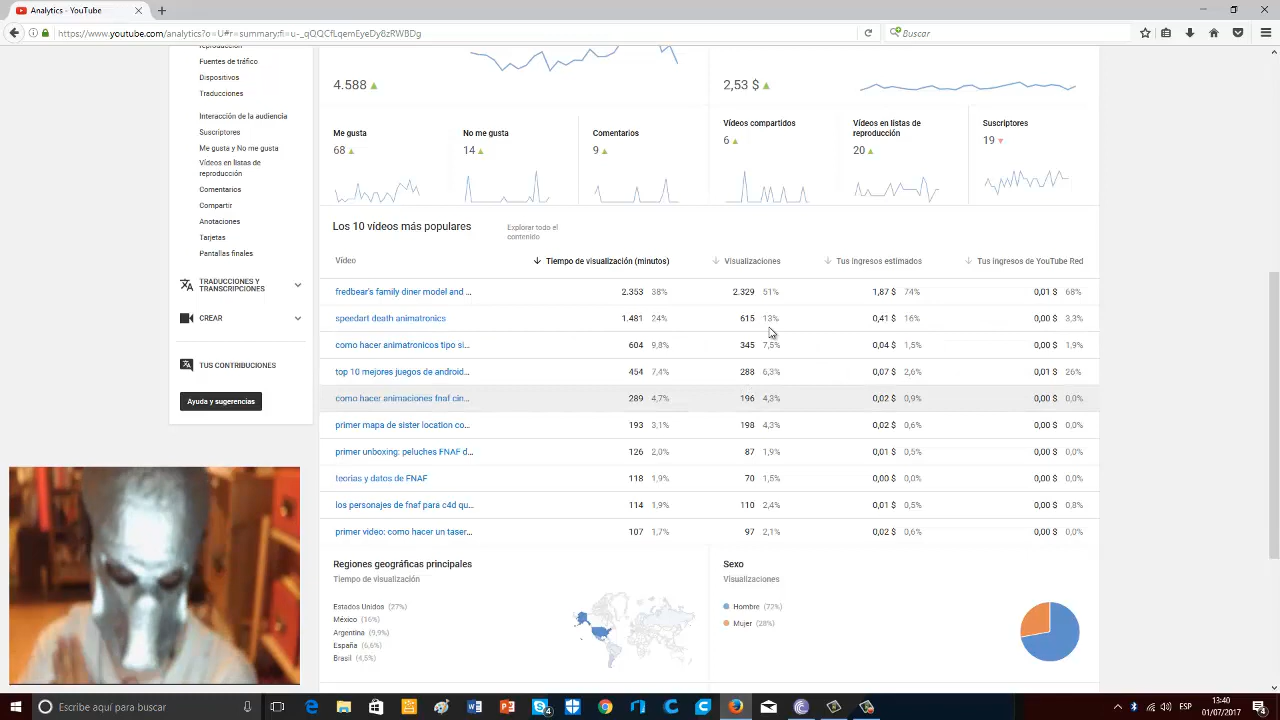 Analytics - YouTube
https://www.youtube.com/analytics?o=U#r=summary;fi=u-_qOQCfLqemEyeDy8zRWBDg
Buscar
reproducción
Fuentes de tráfico
Dispositivos
Traducciones
Interacción de la audiencia
Suscriptores
Me gusta y No me gusta
Vídeos en listas de
reproducción
Comentarios
Compartir
Anotaciones
Tarjetas
Pantallas finales
TRADUCCIONES Y
TRANSCRIPCIONES
CREAR
TUS CONTRIBUCIONES
Ayuda y sugerencias
4.588
2,53 $
Me gusta
68
No me gusta
14
Comentarios
9
Vídeos compartidos
6
Vídeos en listas de
reproducción
20
Suscriptores
19
Los 10 vídeos más populares
Explorar todo el
contenido
Vídeo Tiempo de visualización (minutos) Visualizaciones Tus ingresos estimados Tus ingresos de YouTube Red
fredbear's family diner model and ... 2.353 38% 2.329 51% 1,87 $ 74% 0,01 $ 68%
speedart death animatronics 1.481 24% 615 13% 0,41 $ 16% 0,00 $ 3,3%
como hacer animatronicos tipo si... 604 9,8% 345 7,5% 0,04 $ 1,5% 0,00 $ 1,9%
top 10 mejores juegos de android... 454 7,4% 288 6,3% 0,07 $ 2,6% 0,01 $ 26%
como hacer animaciones fnaf cin... 289 4,7% 196 4,3% 0,02 $ 0,9% 0,00 $ 0,0%
primer mapa de sister location co... 193 3,1% 198 4,3% 0,02 $ 0,6% 0,00 $ 0,0%
primer unboxing: peluches FNAF d... 126 2,0% 87 1,9% 0,01 $ 0,5% 0,00 $ 0,0%
teorias y datos de FNAF 118 1,9% 70 1,5% 0,00 $ 0,0% 0,00 $ 0,0%
los personajes de fnaf para c4d qu... 114 1,9% 110 2,4% 0,01 $ 0,5% 0,00 $ 0,8%
primer video: como hacer un taser... 107 1,7% 97 2,1% 0,02 $ 0,6% 0,00 $ 0,0%
Regiones geográficas principales
Tiempo de visualización
Estados Unidos (27%)
México (16%)
Argentina (9,9%)
España (6,6%)
Brasil (4,5%)
Sexo
Visualizaciones
Hombre (72%)
Mujer (28%)
Escribe aquí para buscar
4
ESP
13:40
01/07/2017